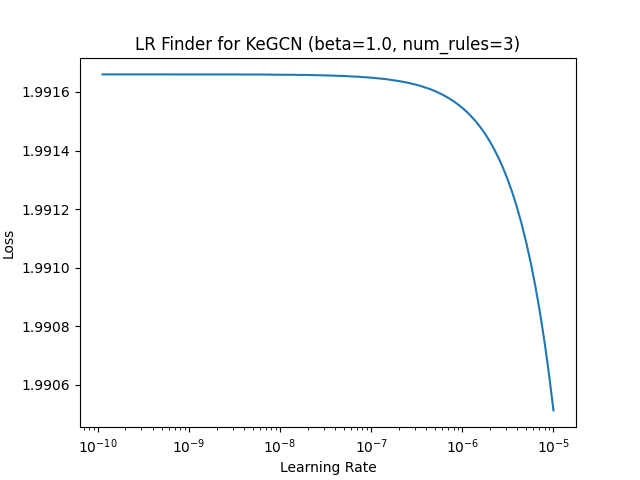 LR Finder for KeGCN (beta=1.0, num_rules=3)
1.9916
1.9914
1.9912
1.9910
1.9908
1.9906
Loss
10⁻¹⁰ 10⁻⁹ 10⁻⁸ 10⁻⁷ 10⁻⁶ 10⁻⁵
Learning Rate